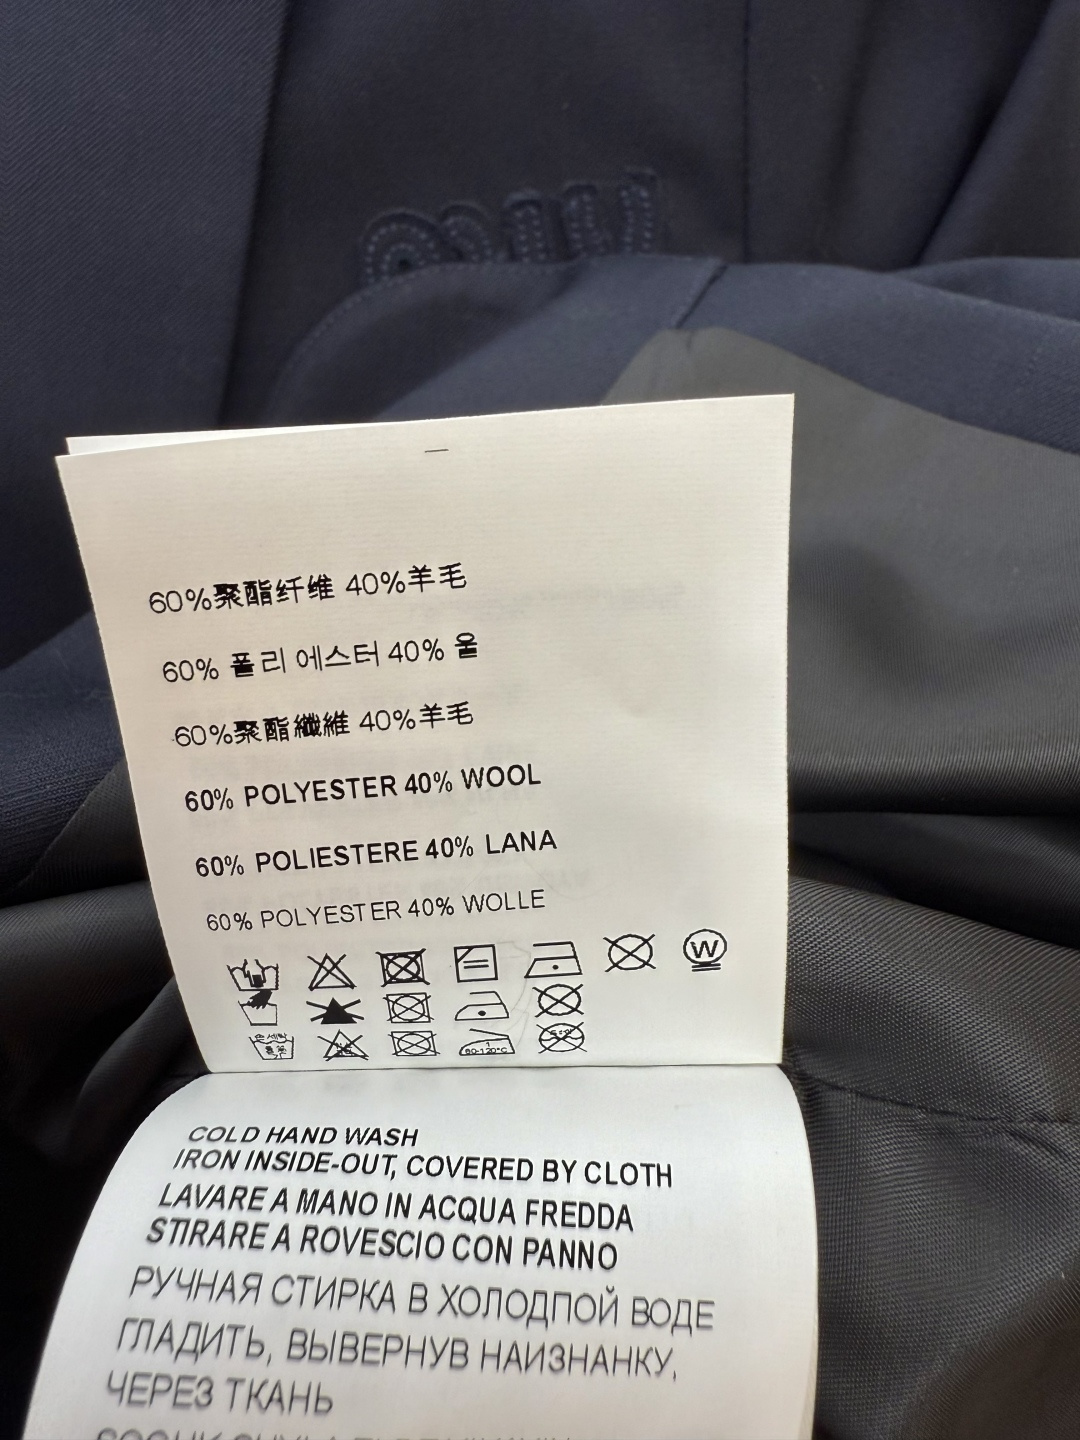 60%聚酯纤维 40%羊毛
60% 폴리 에스터 40% 울
60%聚酯纖維 40%羊毛
60% POLYESTER 40% WOOL
60% POLIESTERE 40% LANA
60% POLYESTER 40% WOLLE
W
COLD HAND WASH
IRON INSIDE-OUT, COVERED BY CLOTH
LAVARE A MANO IN ACQUA FREDDA
STIRARE A ROVESCIO CON PANNO
РУЧНАЯ СТИРКА В ХОЛОДПОЙ ВОДЕ
ГЛАДИТЬ, ВЫВЕРНУВ НАИЗНАНКУ,
ЧЕРЕЗ ТКАНЬ